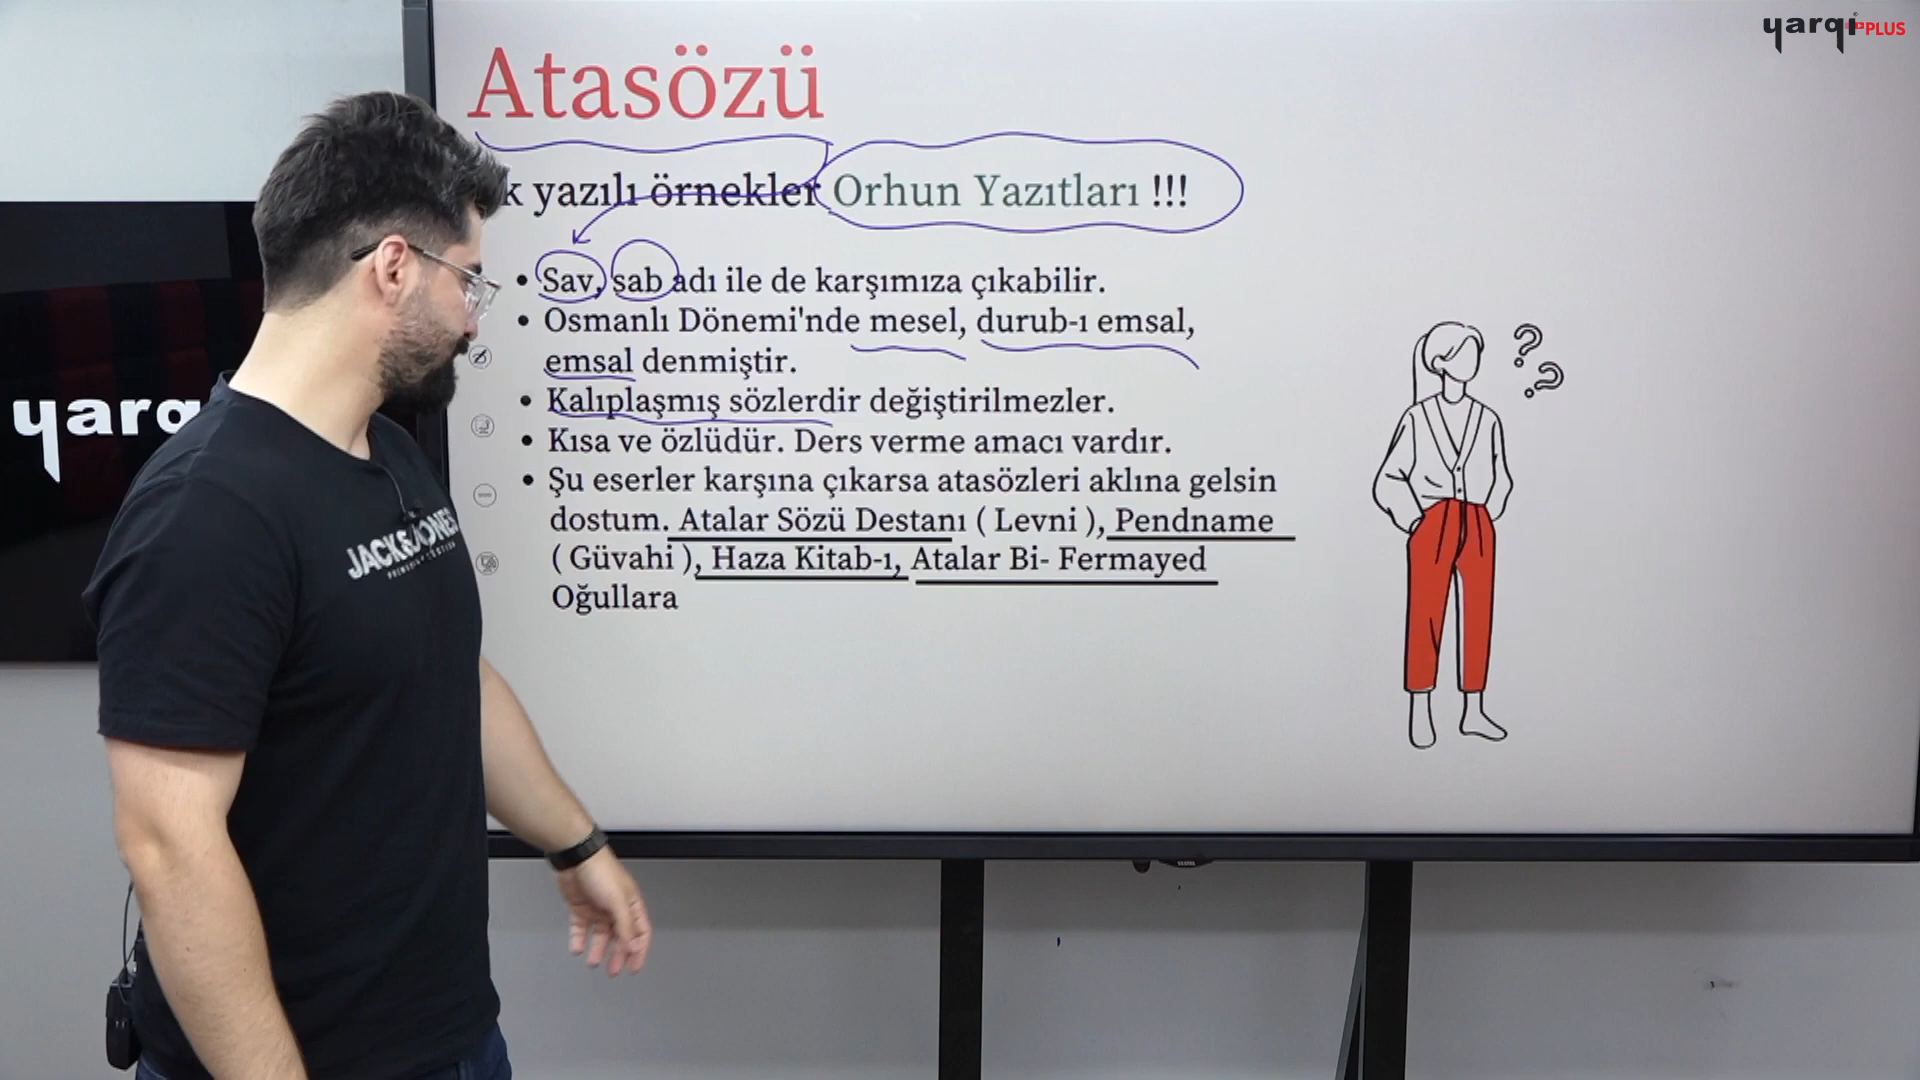 yarqi PLUS
Atasözü
yazılı örnekler Orhun Yazıtları !!!
• Sav, sab adı ile de karşımıza çıkabilir.
• Osmanlı Dönemi'nde mesel, durub-ı emsal,
emsal denmiştir.
• Kalıplaşmış sözlerdir değiştirilmezler.
• Kısa ve özlüdür. Ders verme amacı vardır.
• Şu eserler karşına çıkarsa atasözleri aklına gelsin
dostum. Atalar Sözü Destanı ( Levni ), Pendname
( Güvahi ), Haza Kitab-ı, Atalar Bi- Fermayed
Oğullara
yarq
JACK & JONES